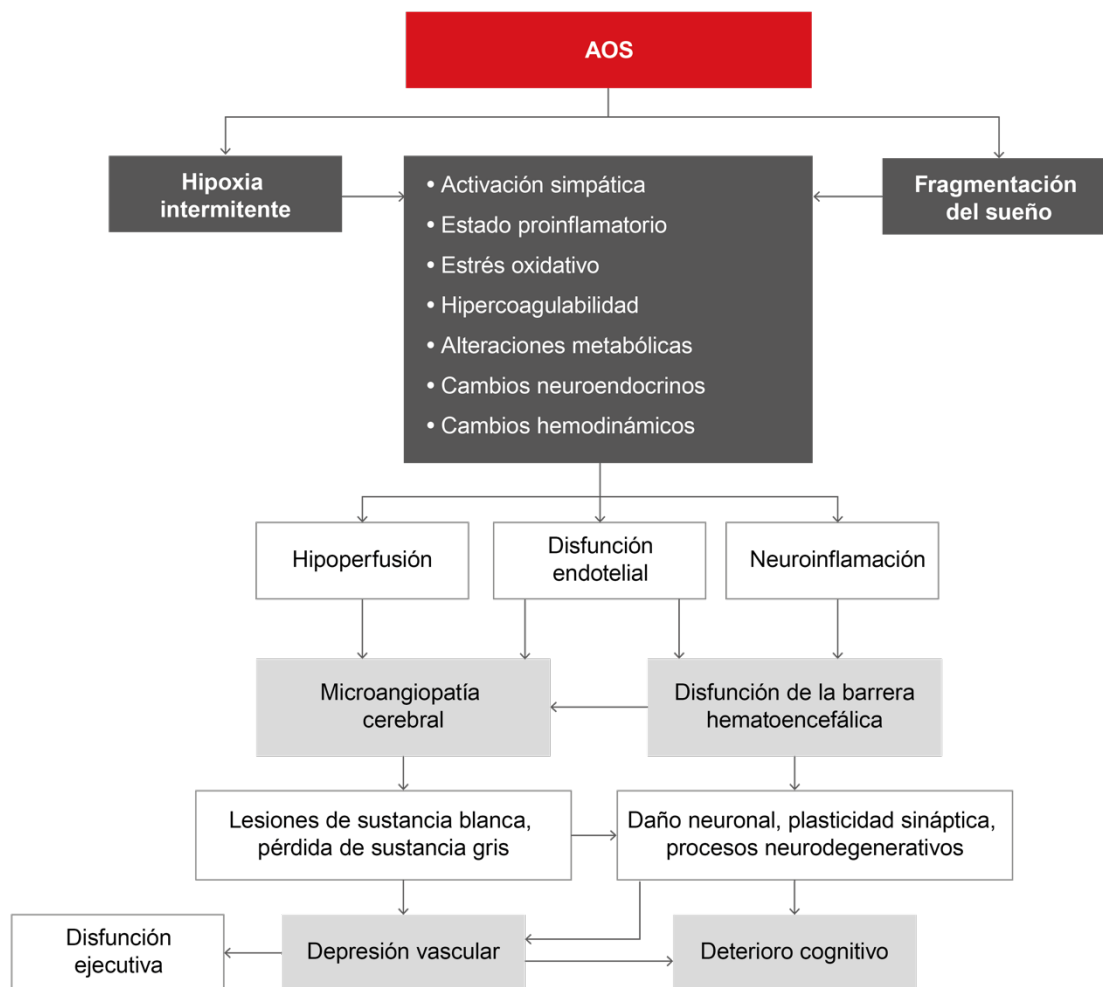 AOS
Hipoxia
intermitente
• Activación simpática
• Estado proinflamatorio
• Estrés oxidativo
• Hipercoagulabilidad
• Alteraciones metabólicas
• Cambios neuroendocrinos
• Cambios hemodinámicos
Fragmentación
del sueño
Hipoperfusión
Disfunción
endotelial
Neuroinflamación
Microangiopatía
cerebral
Disfunción de la barrera
hematoencefálica
Lesiones de sustancia blanca,
pérdida de sustancia gris
Daño neuronal, plasticidad sináptica,
procesos neurodegenerativos
Disfunción
ejecutiva
Depresión vascular
Deterioro cognitivo